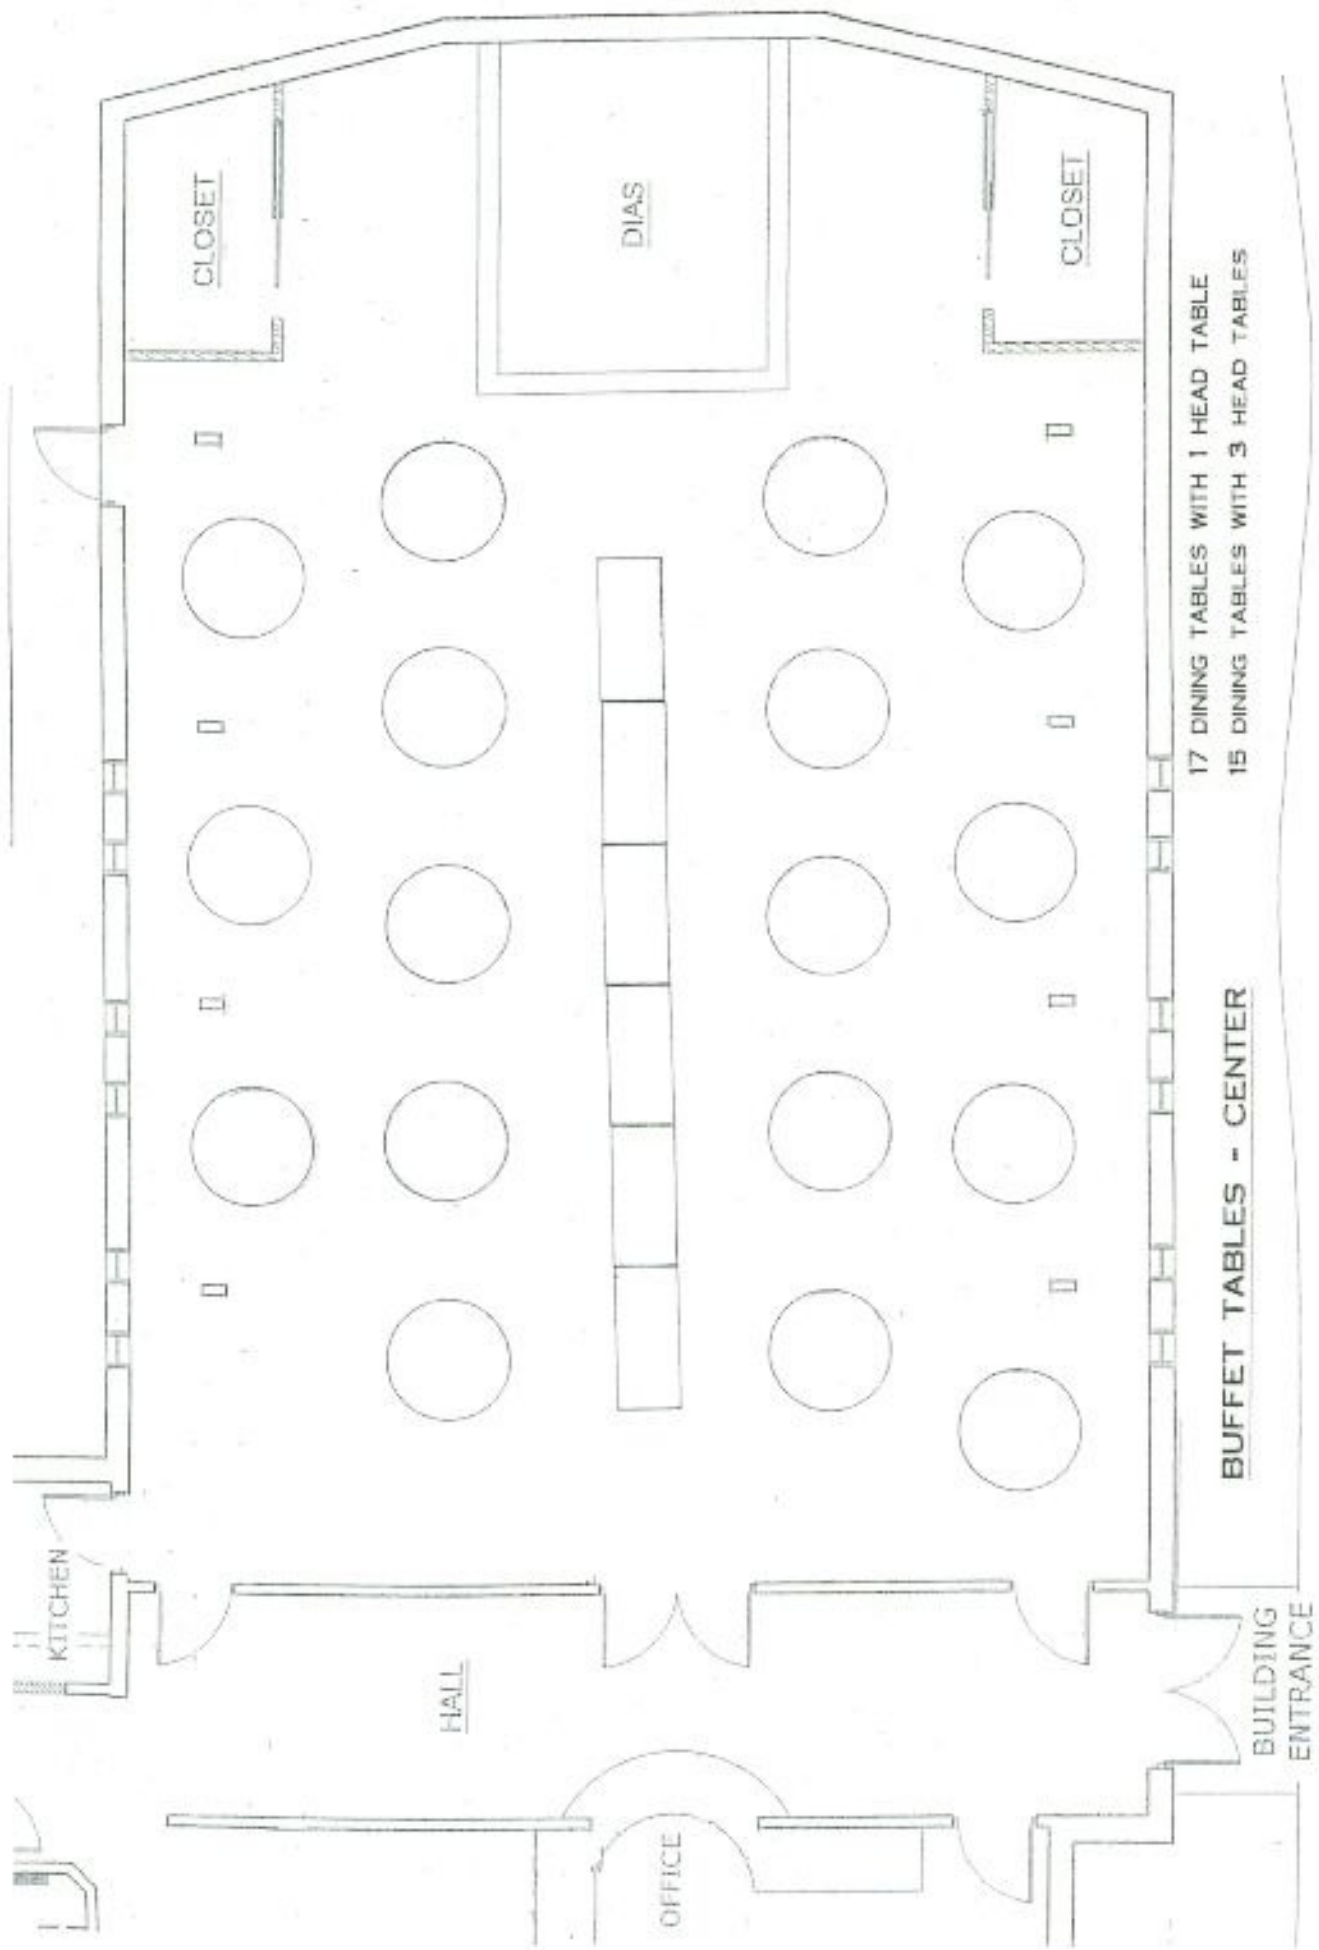 CLOSET
DIAS
CLOSET
17 DINING TABLES WITH 1 HEAD TABLE
15 DINING TABLES WITH 3 HEAD TABLES
BUFFET TABLES - CENTER
KITCHEN
HALL
OFFICE
BUILDING
ENTRANCE